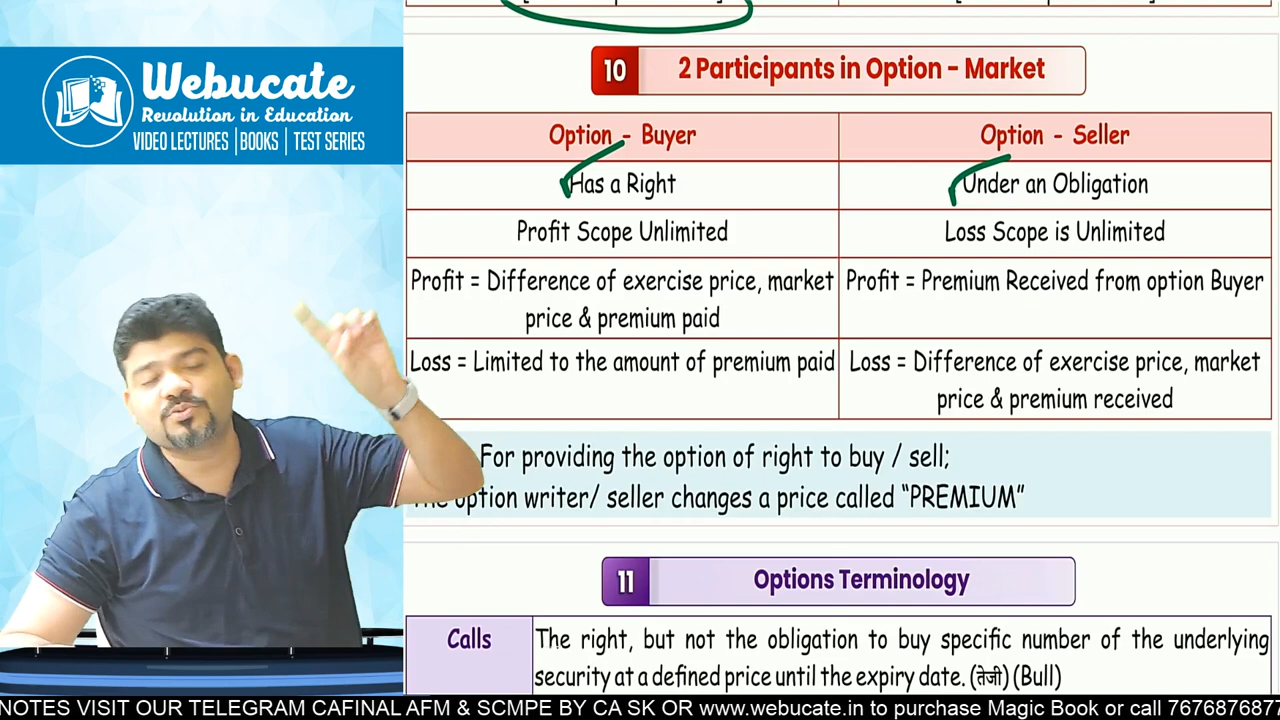 Webucate
Revolution in Education
VIDEO LECTURES | BOOKS | TEST SERIES
10 2 Participants in Option - Market
Option - Buyer Option - Seller
Has a Right Under an Obligation
Profit Scope Unlimited Loss Scope is Unlimited
Profit = Difference of exercise price, market Profit = Premium Received from option Buyer
price & premium paid
Loss = Limited to the amount of premium paid Loss = Difference of exercise price, market
price & premium received
For providing the option of right to buy / sell;
option writer/ seller changes a price called “PREMIUM”
11 Options Terminology
Calls The right, but not the obligation to buy specific number of the underlying
security at a defined price until the expiry date. (तेजी) (Bull)
NOTES VISIT OUR TELEGRAM CAFINAL AFM & SCMPE BY CA SK OR www.webucate.in to purchase Magic Book or call 7676876877